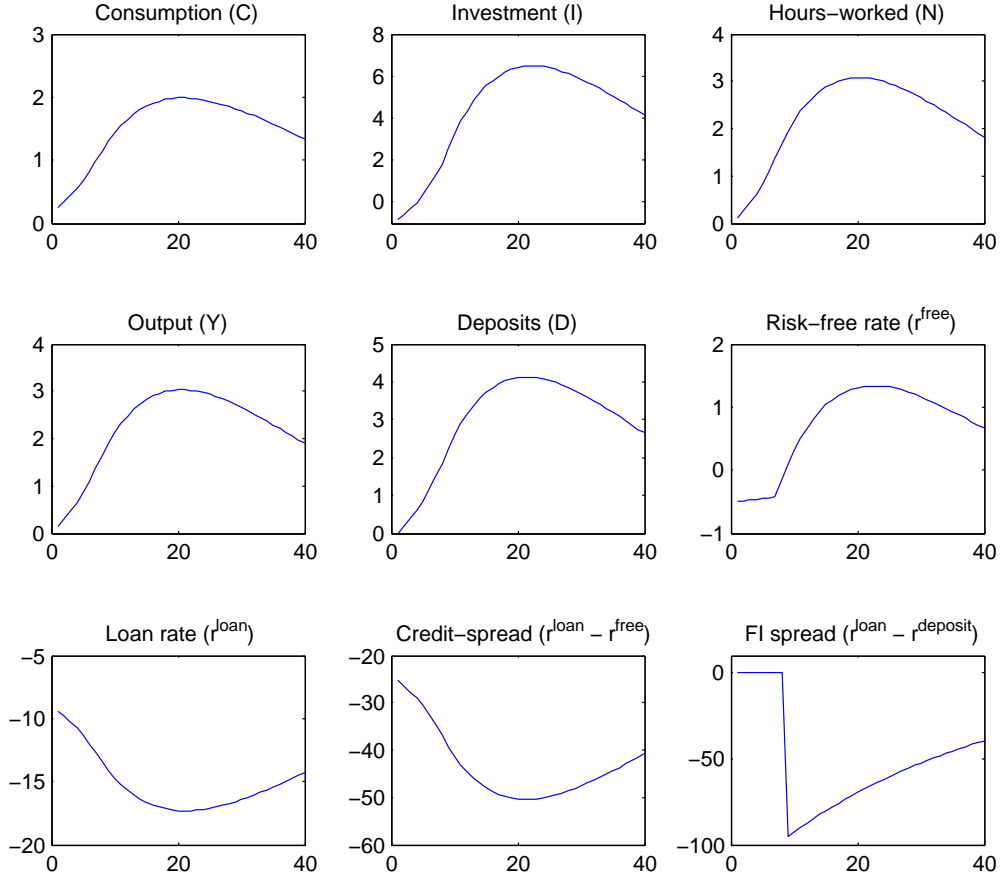 Consumption (C)
3
2
1
0
0 20 40
Investment (I)
8
6
4
2
0
0 20 40
Hours−worked (N)
4
3
2
1
0
0 20 40
Output (Y)
4
3
2
1
0
0 20 40
Deposits (D)
5
4
3
2
1
0
0 20 40
Risk−free rate (r^free)
2
1
0
−1
0 20 40
Loan rate (r^loan)
−5
−10
−15
−20
0 20 40
Credit−spread (r^loan − r^free)
−20
−30
−40
−50
−60
0 20 40
FI spread (r^loan − r^deposit)
0
−50
−100
0 20 40